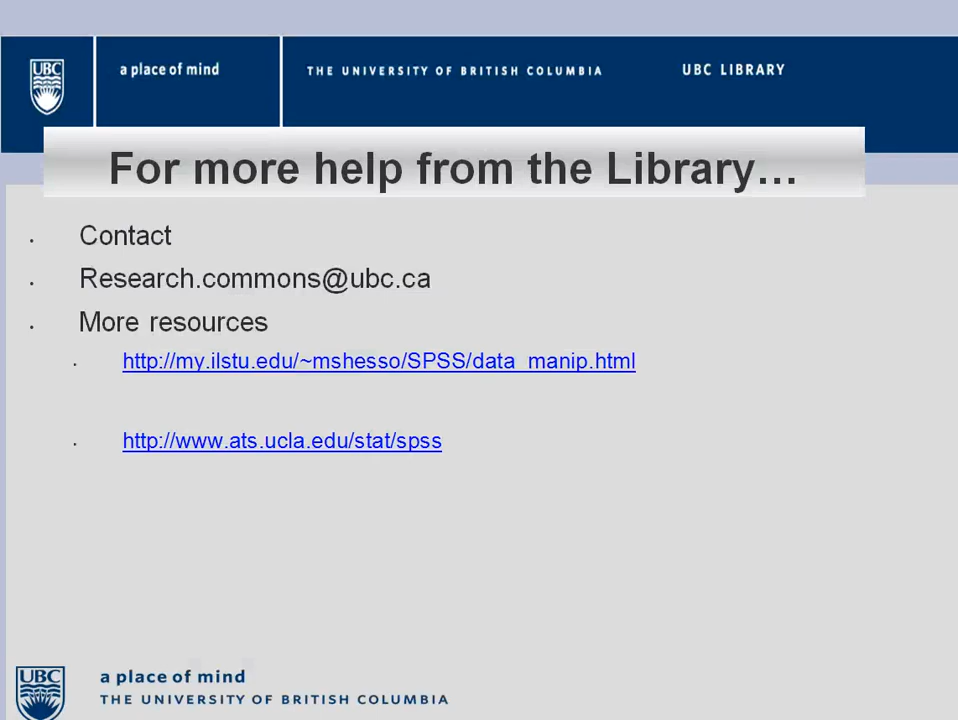 UBC
a place of mind
THE UNIVERSITY OF BRITISH COLUMBIA
UBC LIBRARY
For more help from the Library…
• Contact
• Research.commons@ubc.ca
• More resources
• http://my.ilstu.edu/~mshesso/SPSS/data_manip.html
• http://www.ats.ucla.edu/stat/spss
UBC
a place of mind
THE UNIVERSITY OF BRITISH COLUMBIA